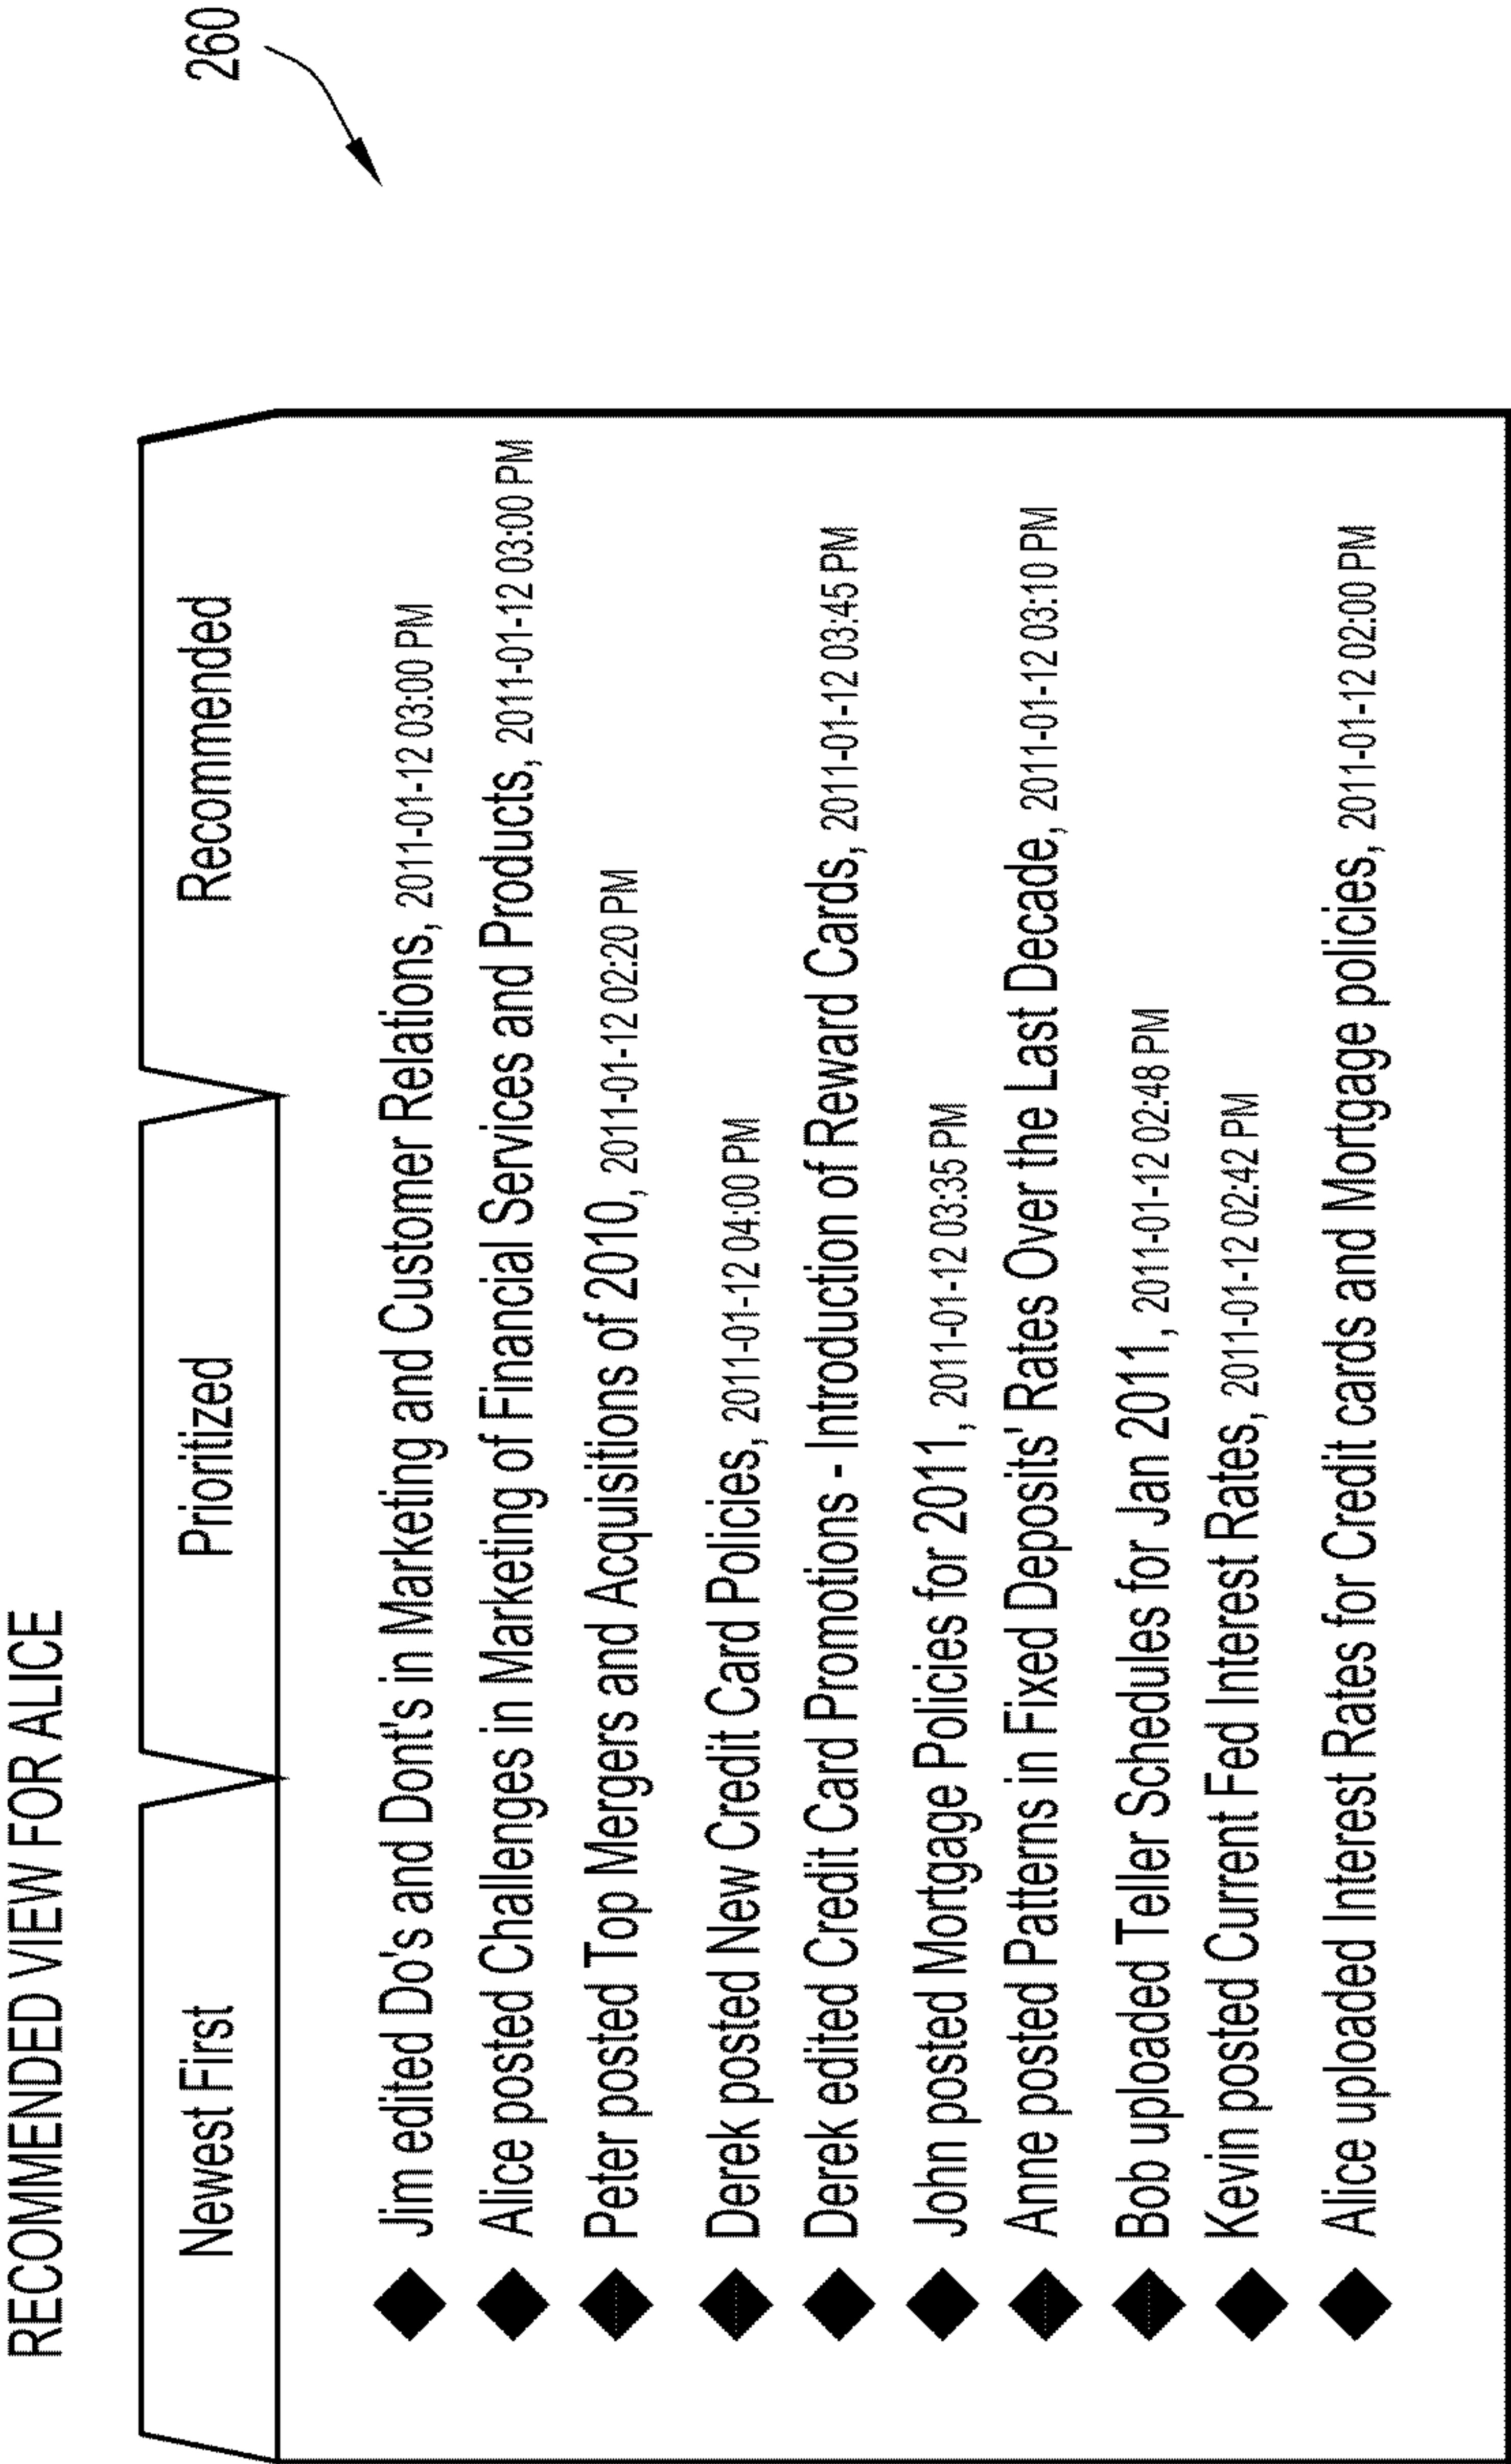 RECOMMENDED VIEW FOR ALICE
260
Newest First
Prioritized
Recommended
Jim edited Do's and Dont's in Marketing and Customer Relations, 2011-01-12 03:00 PM
Alice posted Challenges in Marketing of Financial Services and Products, 2011-01-12 03:00 PM
Peter posted Top Mergers and Acquisitions of 2010, 2011-01-12 02:20 PM
Derek posted New Credit Card Policies, 2011-01-12 04:00 PM
Derek edited Credit Card Promotions - Introduction of Reward Cards, 2011-01-12 03:45 PM
John posted Mortgage Policies for 2011, 2011-01-12 03:35 PM
Anne posted Patterns in Fixed Deposits' Rates Over the Last Decade, 2011-01-12 03:10 PM
Bob uploaded Teller Schedules for Jan 2011, 2011-01-12 02:48 PM
Kevin posted Current Fed Interest Rates, 2011-01-12 02:42 PM
Alice uploaded Interest Rates for Credit cards and Mortgage policies, 2011-01-12 02:00 PM